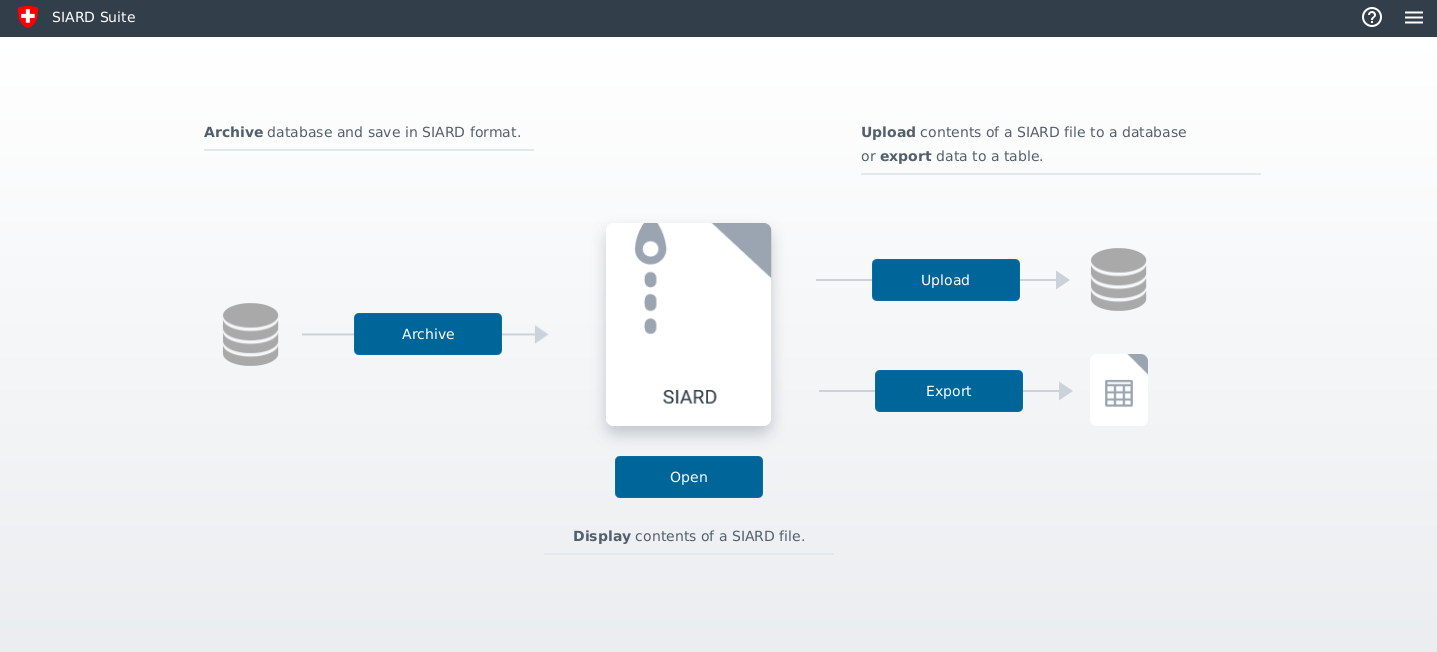 SIARD Suite
Archive database and save in SIARD format.
Upload contents of a SIARD file to a database
or export data to a table.
Archive
SIARD
Upload
Export
Open
Display contents of a SIARD file.